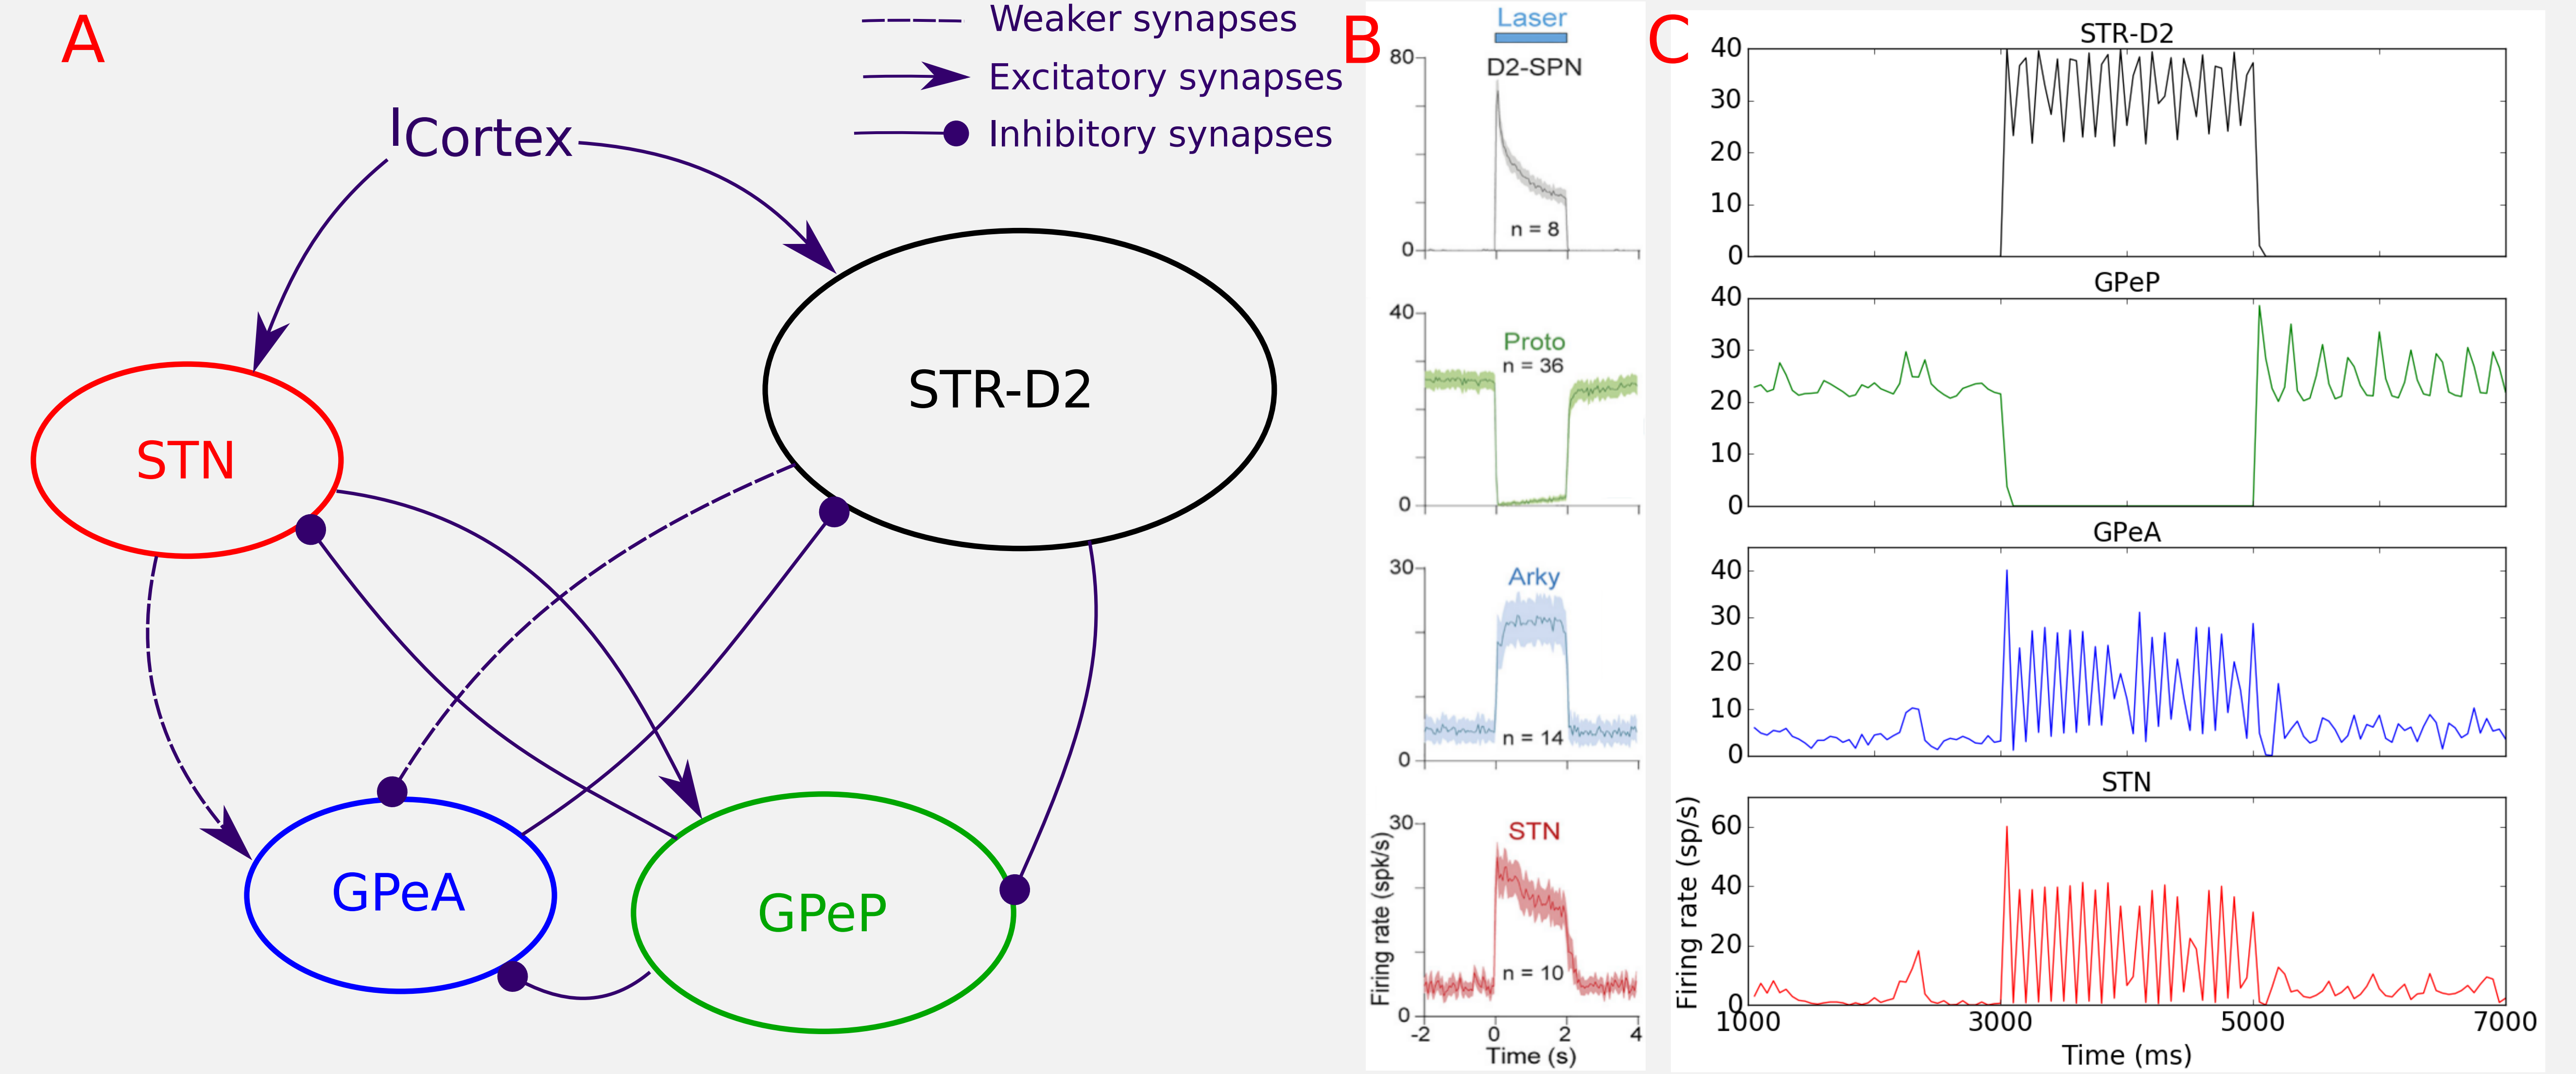 A
Weaker synapses
Excitatory synapses
Inhibitory synapses
ICortex
STN
STR-D2
GPeA
GPeP
B
Laser
80
D2-SPN
n = 8
0
40
Proto
n = 36
0
30
Arky
n = 14
0
30
STN
n = 10
0
Firing rate (spk/s)
-2 0 2 4
Time (s)
C
STR-D2
40
30
20
10
0
GPeP
40
30
20
10
0
GPeA
40
30
20
10
0
STN
60
40
20
0
Firing rate (sp/s)
1000 3000 5000 7000
Time (ms)